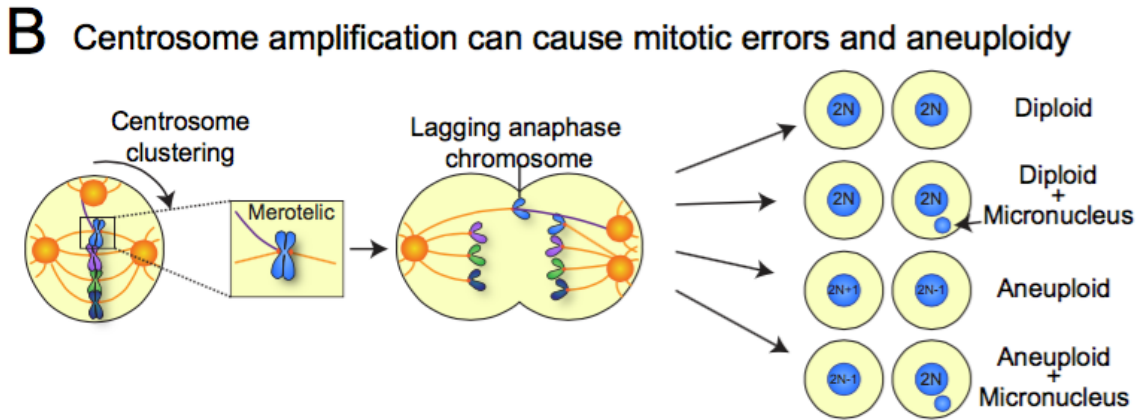 B Centrosome amplification can cause mitotic errors and aneuploidy
Centrosome
clustering
Merotelic
Lagging anaphase
chromosome
2N 2N Diploid
2N 2N Diploid
+
Micronucleus
2N+1 2N-1 Aneuploid
2N-1 2N Aneuploid
+
Micronucleus